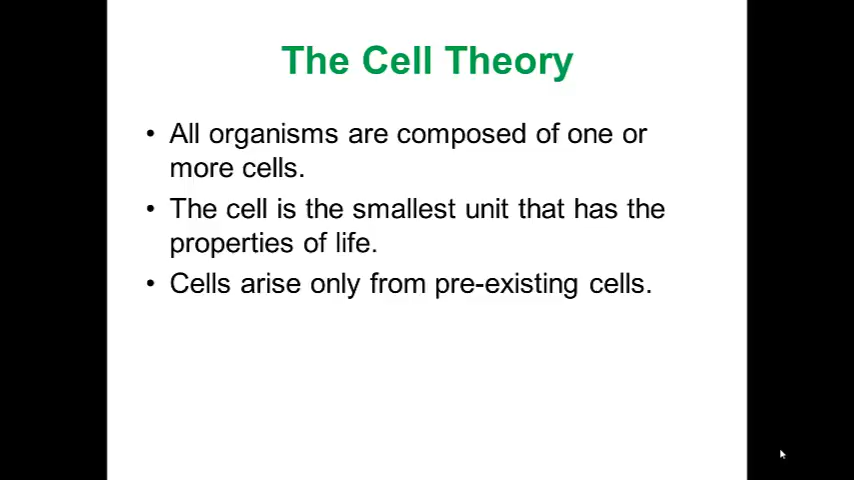 The Cell Theory
• All organisms are composed of one or
more cells.
• The cell is the smallest unit that has the
properties of life.
• Cells arise only from pre-existing cells.